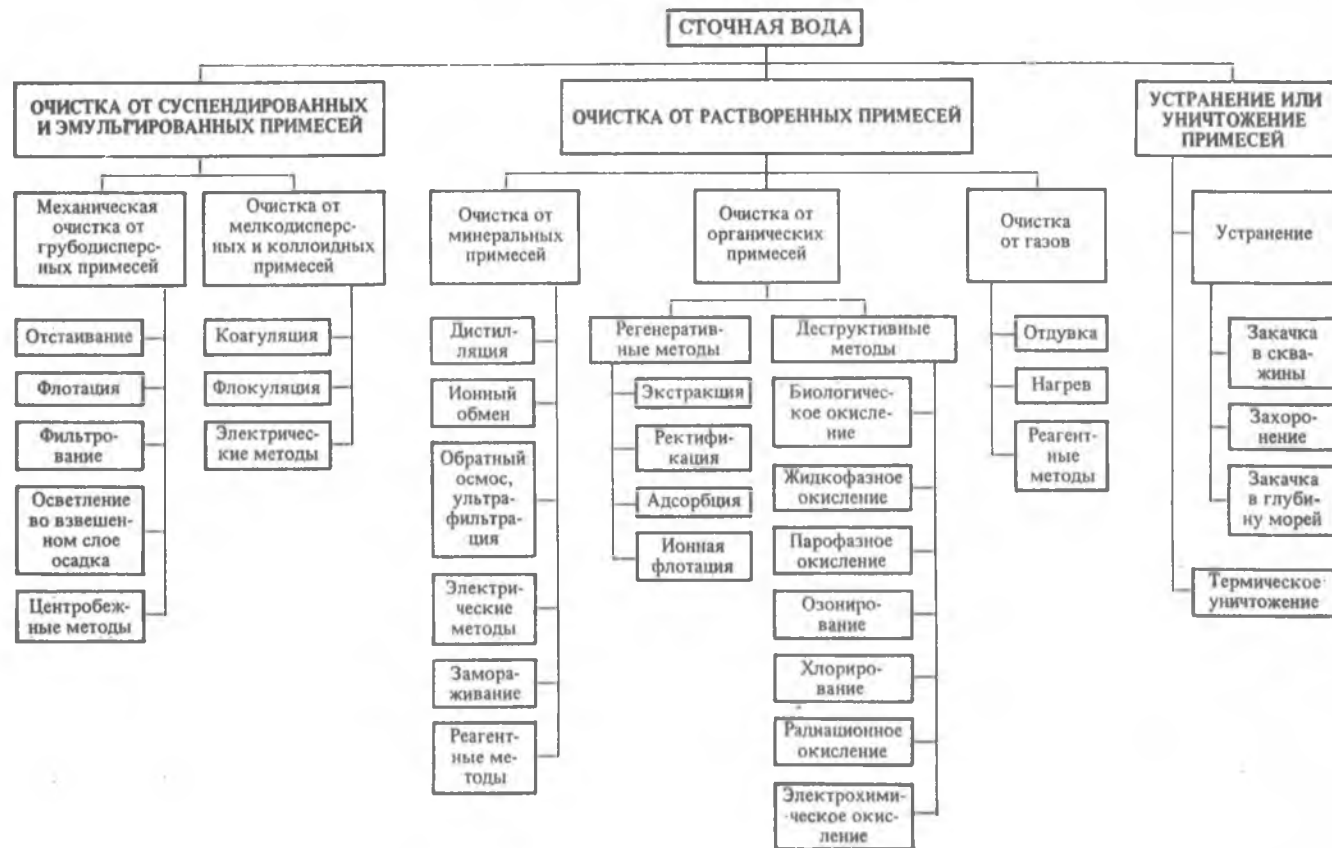 СТОЧНАЯ ВОДА
ОЧИСТКА ОТ СУСПЕНДИРОВАННЫХ
И ЭМУЛЬГИРОВАННЫХ ПРИМЕСЕЙ
Механическая
очистка от
грубодисперс-
ных примесей
Отстаивание
Флотация
Фильтро-
вание
Осветление
во взвешен-
ном слое
осадка
Центробеж-
ные методы
Очистка от
мелкодисперс-
ных и коллоидных
примесей
Коагуляция
Флокуляция
Электричес-
кие методы
ОЧИСТКА ОТ РАСТВОРЕННЫХ ПРИМЕСЕЙ
Очистка от
минеральных
примесей
Дистил-
ляция
Ионный
обмен
Обратный
осмос,
ультра-
фильтра-
ция
Электри-
ческие
методы
Замора-
живание
Реагент-
ные ме-
тоды
Очистка от
органических
примесей
Регенератив-
ные методы
Экстракция
Ректифи-
кация
Адсорбция
Ионная
флотация
Деструктивные
методы
Биологичес-
кое окисле-
ние
Жидкофазное
окисление
Парофазное
окисление
Озониро-
вание
Хлориро-
вание
Радиационное
окисление
Электрохими-
ческое окис-
ление
Очистка
от газов
Отдувка
Нагрев
Реагент-
ные
методы
УСТРАНЕНИЕ ИЛИ
УНИЧТОЖЕНИЕ
ПРИМЕСЕЙ
Устранение
Закачка
в сква-
жины
Захоро-
нение
Закачка
в глуби-
ну морей
Термическое
уничтожение